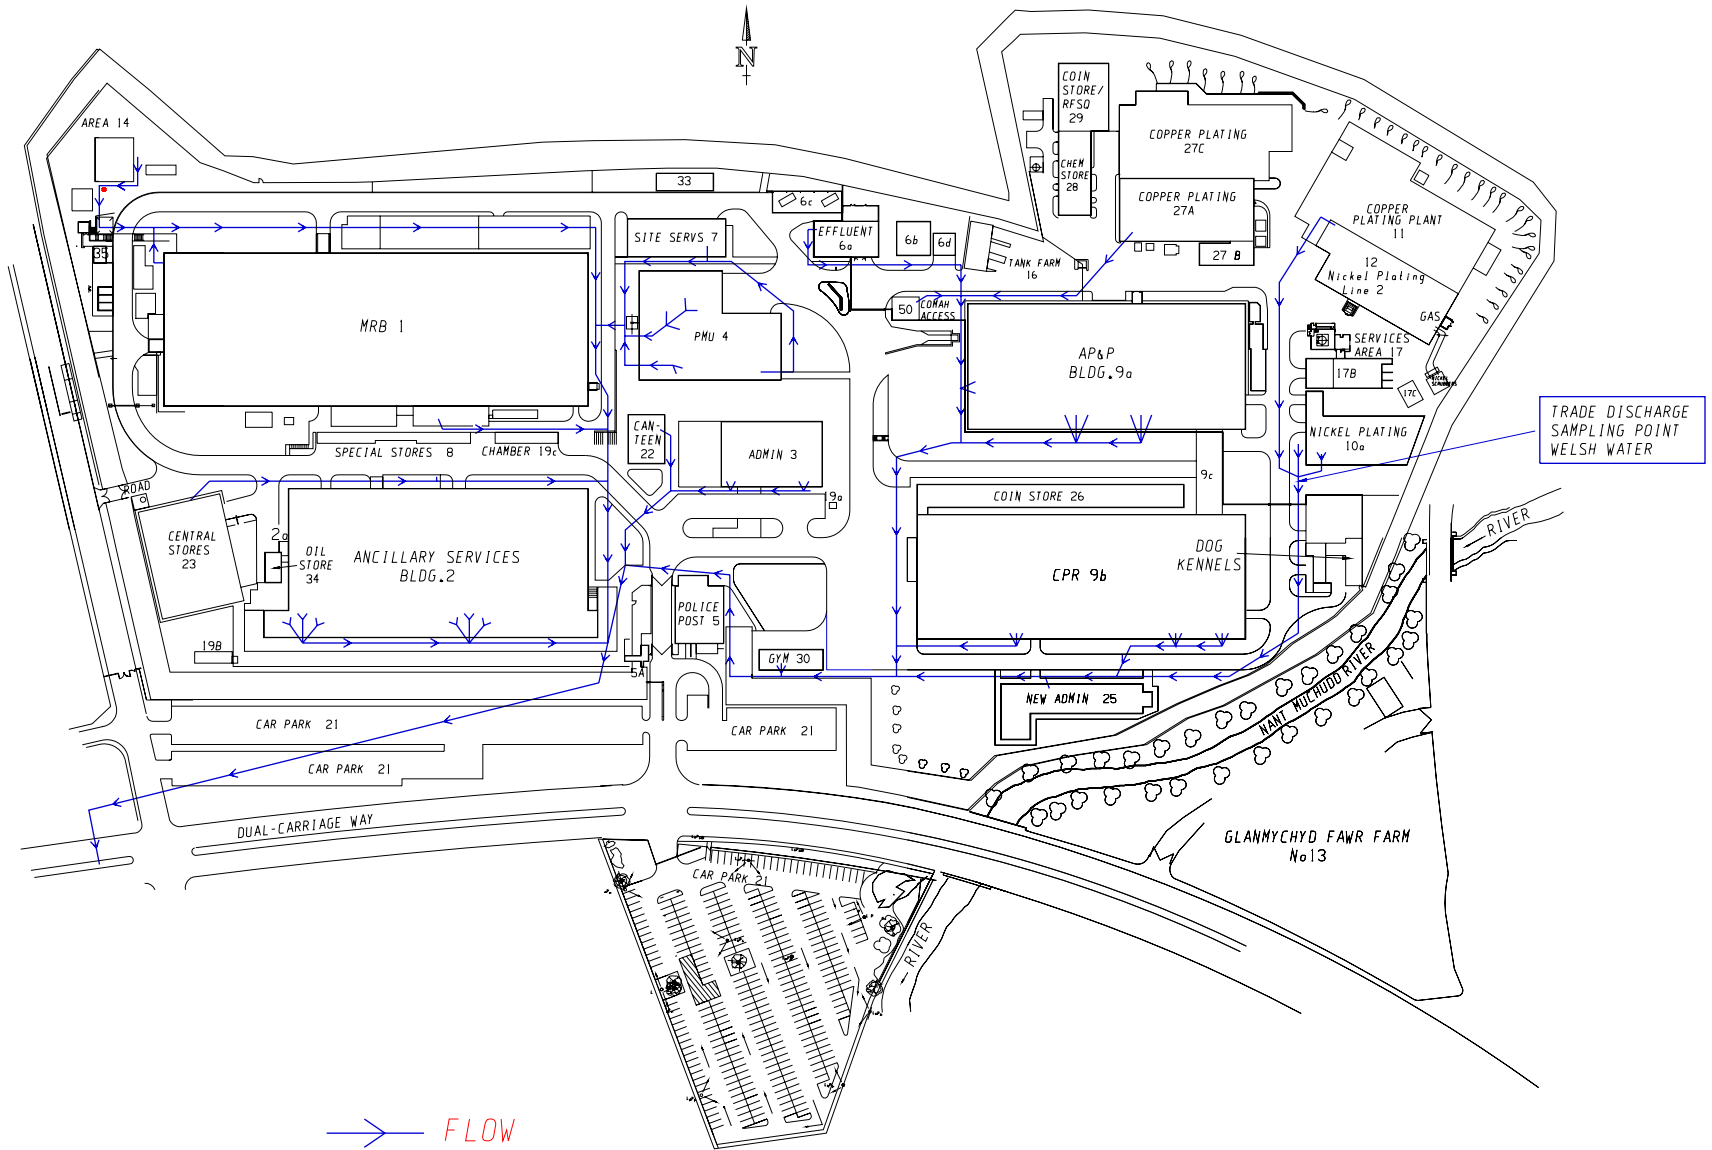 N
AREA 14
35
MRB 1
33
SITE SERVS 7
PMU 4
6c
EFFLUENT
6a
6b
6d
TANK FARM
16
50
COMAH
ACCESS
COIN
STORE/
RFSQ
29
CHEM
STORE
28
COPPER PLATING
27C
COPPER PLATING
27A
27 B
COPPER
PLATING PLANT
11
12
Nickel Plating
Line 2
GAS
SERVICES
AREA 17
17B
17C
NICKEL PLATING
10a
TRADE DISCHARGE
SAMPLING POINT
WELSH WATER
AP&P
BLDG.9a
9c
COIN STORE 26
CPR 9b
DOG
KENNELS
RIVER
CAN-
TEEN
22
ADMIN 3
19a
SPECIAL STORES 8
CHAMBER 19c
ROAD
CENTRAL
STORES
23
2a
OIL
STORE
34
ANCILLARY SERVICES
BLDG.2
19B
POLICE
POST 5
5A
GYM 30
NEW ADMIN 25
NANT MUCHUDD RIVER
CAR PARK 21
CAR PARK 21
CAR PARK 21
DUAL-CARRIAGE WAY
CAR PARK 21
RIVER
GLANMYCHYD FAWR FARM
No13
FLOW